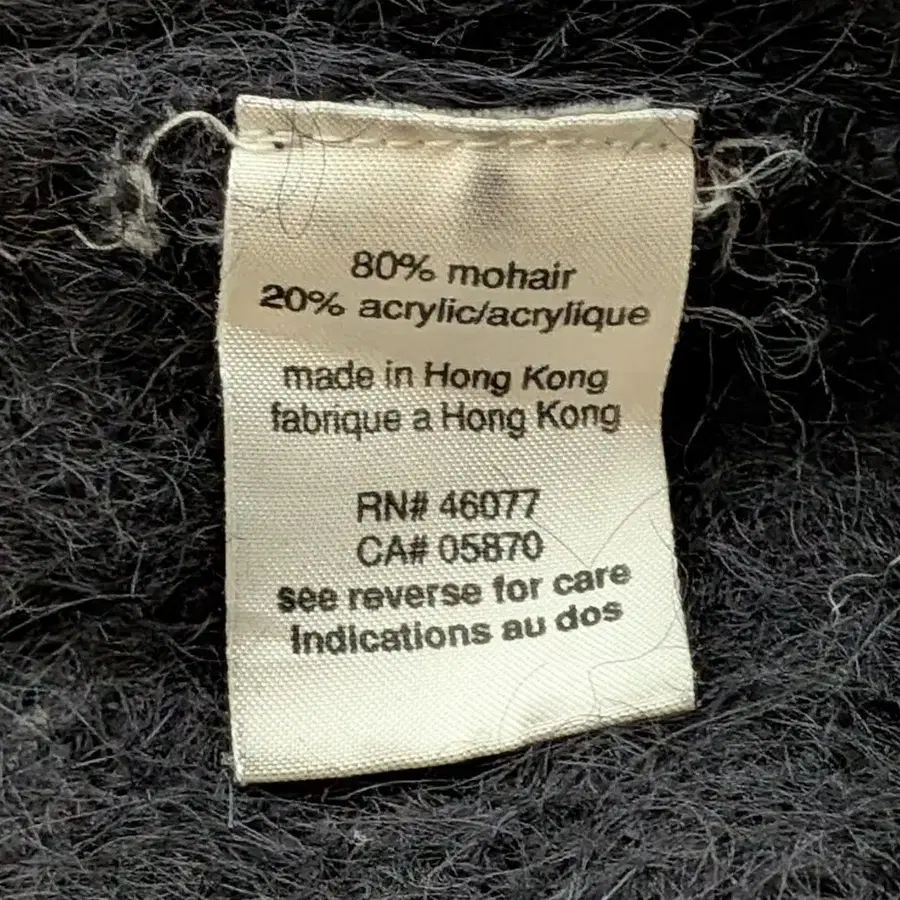 80% mohair
20% acrylic/acrylique
made in Hong Kong
fabrique a Hong Kong
RN# 46077
CA# 05870
see reverse for care
Indications au dos